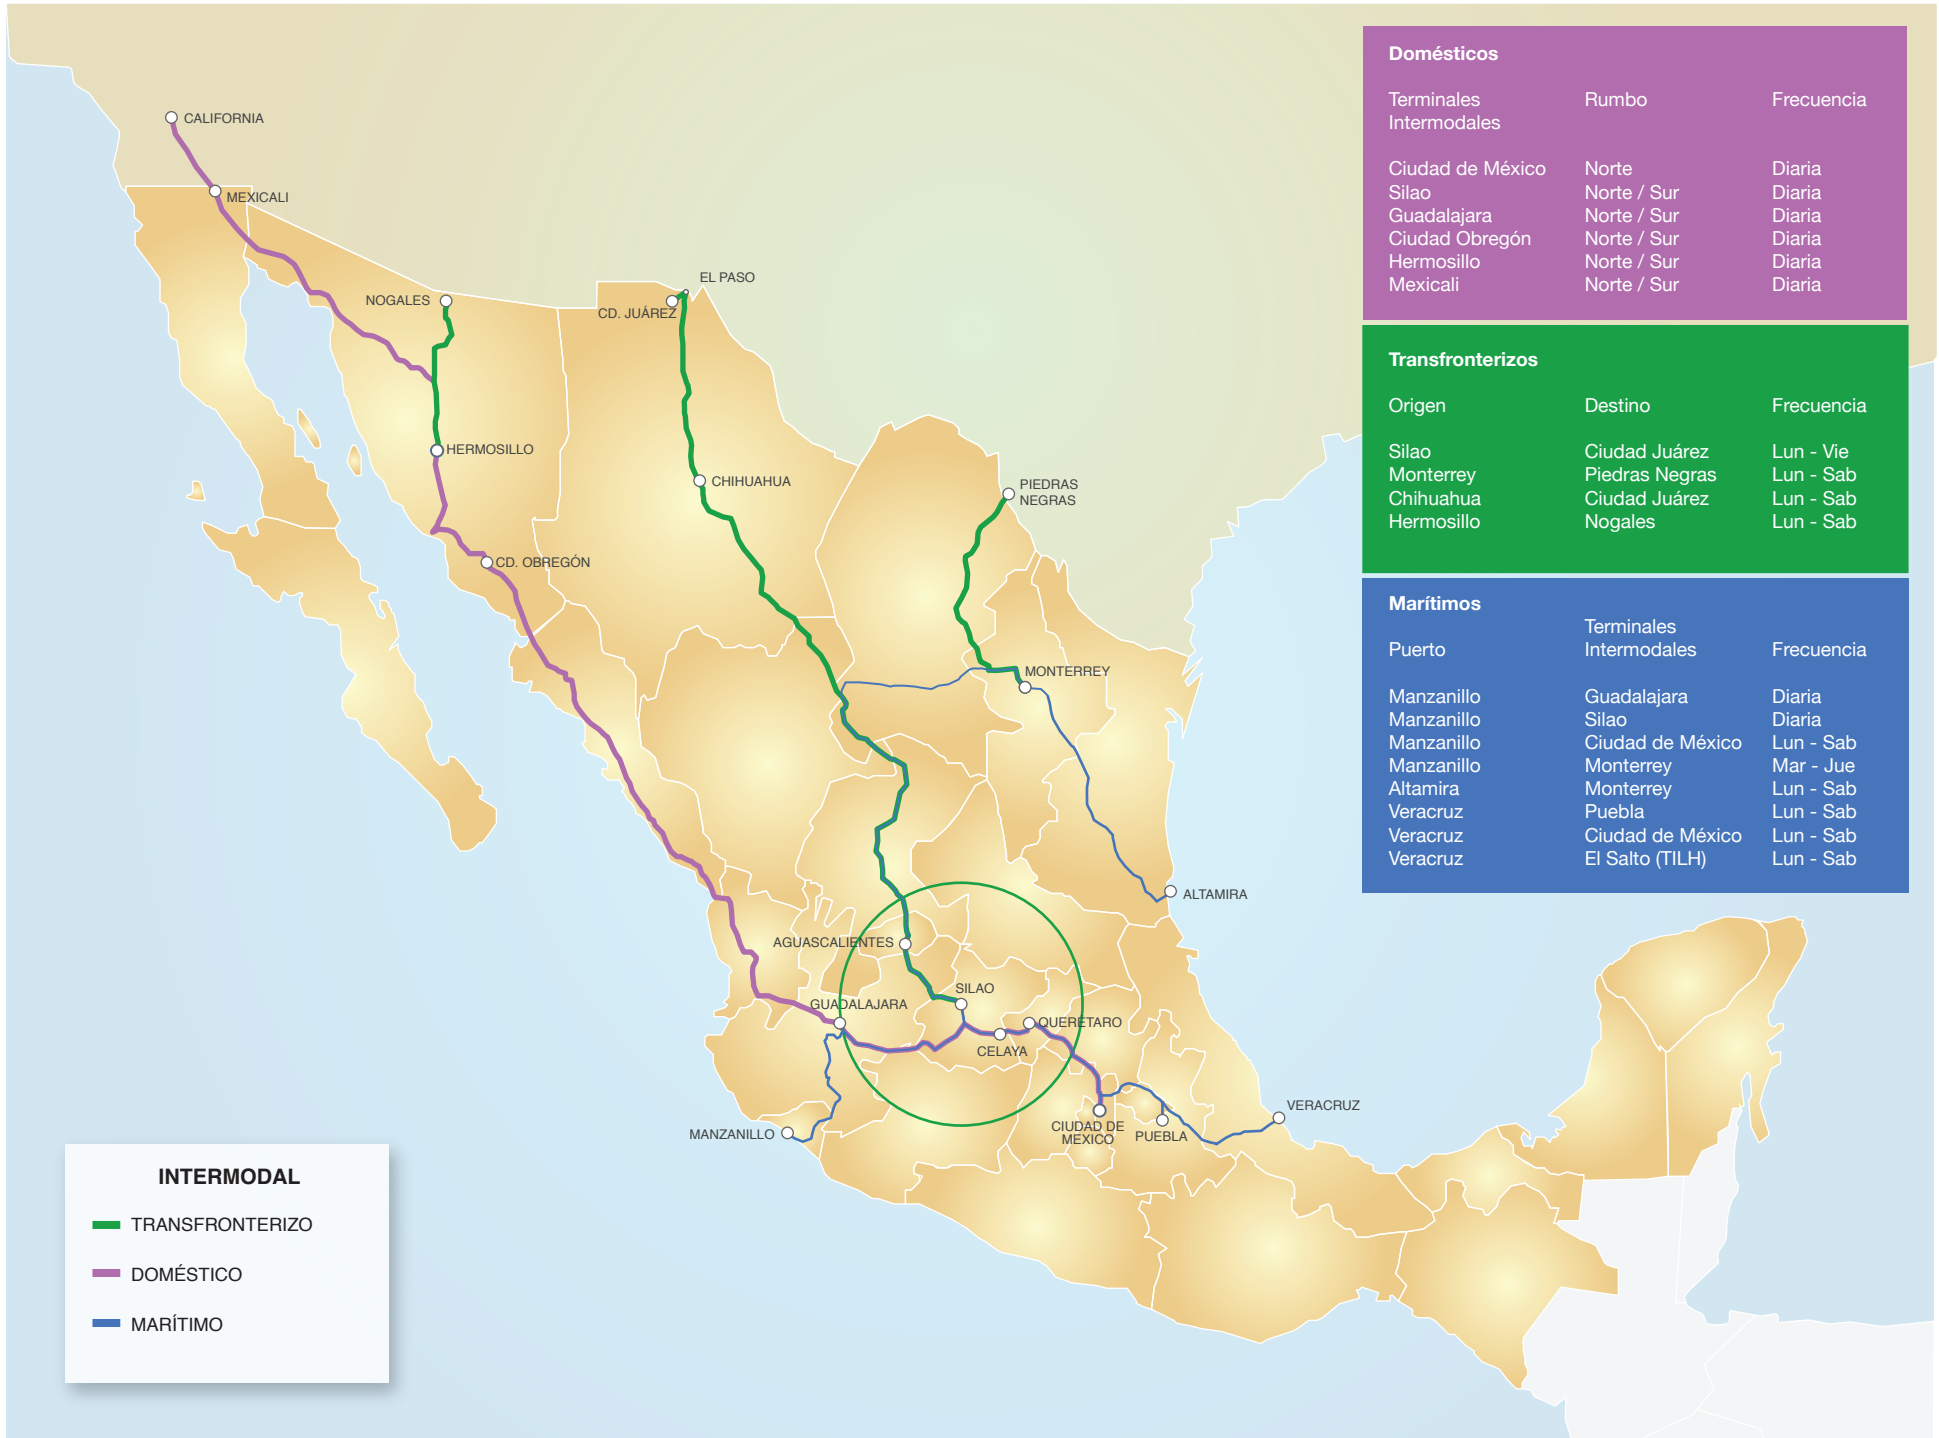 CALIFORNIA
MEXICALI
NOGALES
EL PASO
CD. JUÁREZ
HERMOSILLO
CHIHUAHUA
PIEDRAS
NEGRAS
CD. OBREGÓN
MONTERREY
ALTAMIRA
AGUASCALIENTES
SILAO
GUADALAJARA
QUERETARO
CELAYA
CIUDAD DE
MEXICO
PUEBLA
VERACRUZ
MANZANILLO
Domésticos
Terminales Rumbo Frecuencia
Intermodales
Ciudad de México Norte Diaria
Silao Norte / Sur Diaria
Guadalajara Norte / Sur Diaria
Ciudad Obregón Norte / Sur Diaria
Hermosillo Norte / Sur Diaria
Mexicali Norte / Sur Diaria
Transfronterizos
Origen Destino Frecuencia
Silao Ciudad Juárez Lun - Vie
Monterrey Piedras Negras Lun - Sab
Chihuahua Ciudad Juárez Lun - Sab
Hermosillo Nogales Lun - Sab
Marítimos
Terminales
Puerto Intermodales Frecuencia
Manzanillo Guadalajara Diaria
Manzanillo Silao Diaria
Manzanillo Ciudad de México Lun - Sab
Manzanillo Monterrey Mar - Jue
Altamira Monterrey Lun - Sab
Veracruz Puebla Lun - Sab
Veracruz Ciudad de México Lun - Sab
Veracruz El Salto (TILH) Lun - Sab
INTERMODAL
TRANSFRONTERIZO
DOMÉSTICO
MARÍTIMO